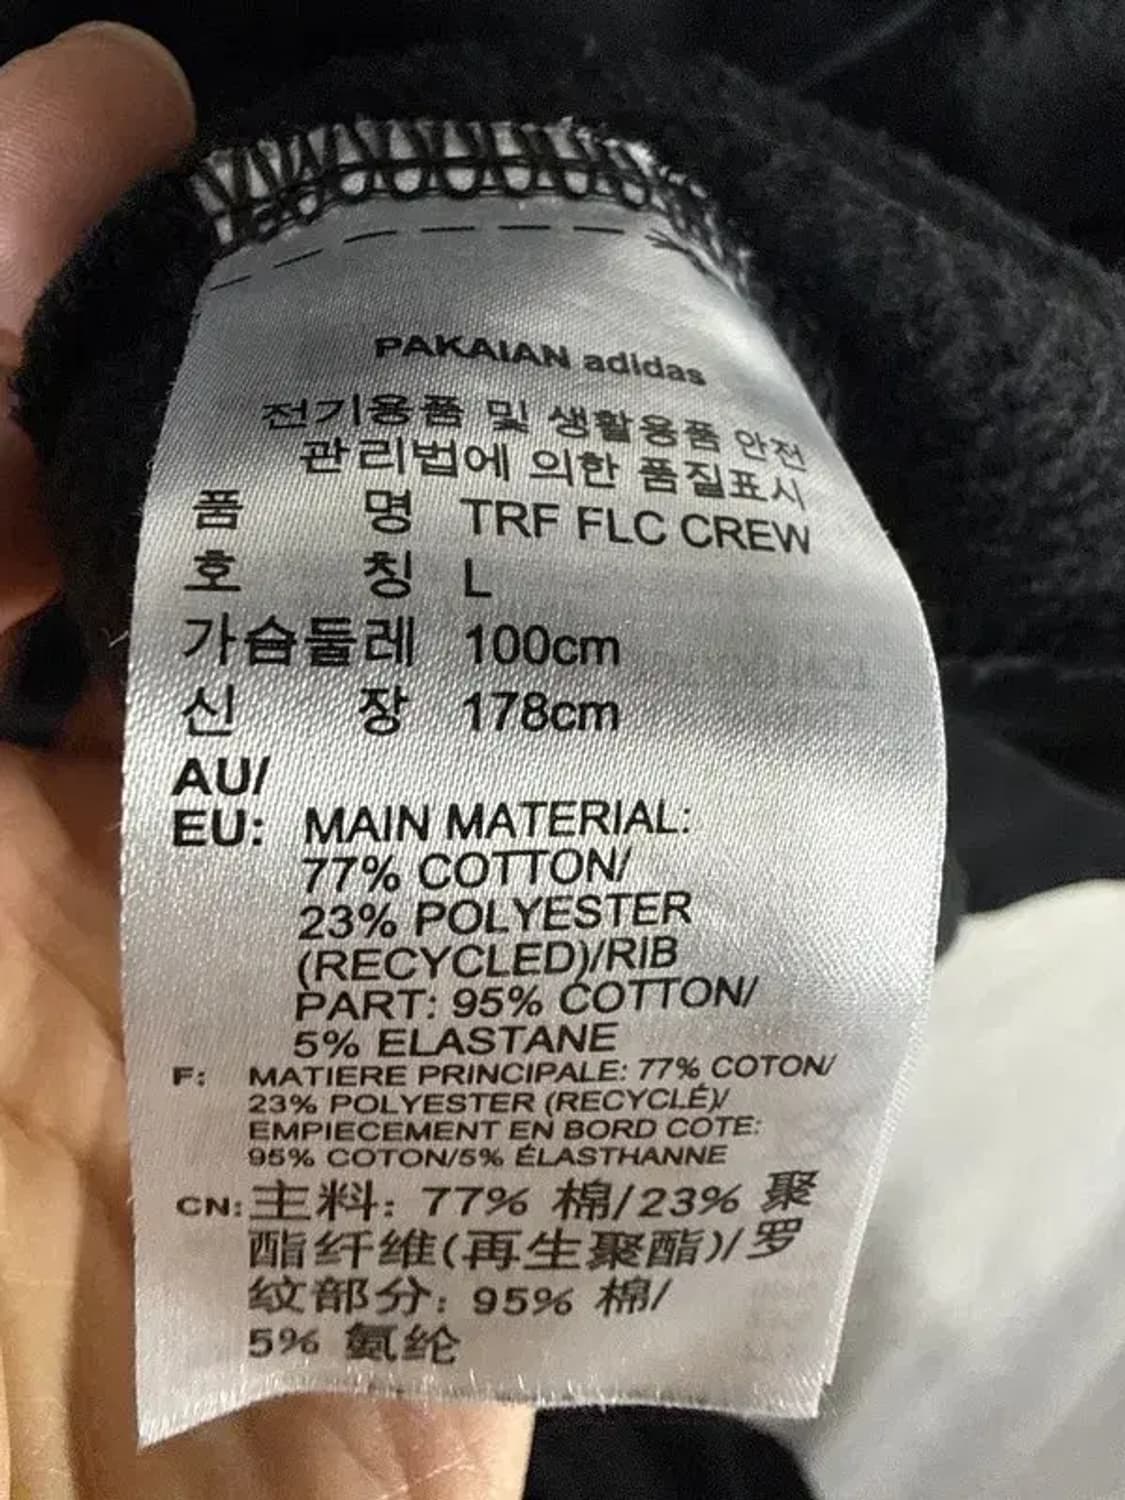 PAKAIAN adidas
전기용품 및 생활용품 안전
관리법에 의한 품질표시
품 명 TRF FLC CREW
호 칭 L
가슴둘레 100cm
신 장 178cm
AU/
EU: MAIN MATERIAL:
77% COTTON/
23% POLYESTER
(RECYCLED)/RIB
PART: 95% COTTON/
5% ELASTANE
F: MATIERE PRINCIPALE: 77% COTON/
23% POLYESTER (RECYCLÉ)/
EMPIECEMENT EN BORD COTE:
95% COTON/5% ÉLASTHANNE
CN: 主料: 77% 棉/23% 聚
酯纤维(再生聚酯)/罗
纹部分: 95% 棉/
5% 氨纶